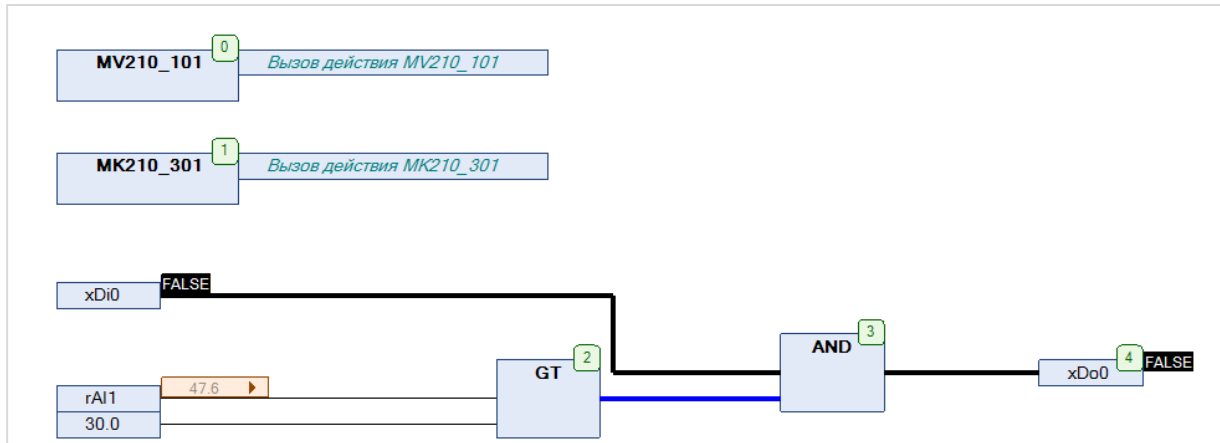 0
MV210_101 Вызов действия MV210_101
1
MK210_301 Вызов действия MK210_301
xDi0 FALSE
3
AND
2
GT
4
xDo0 FALSE
rAI1 47.6
30.0